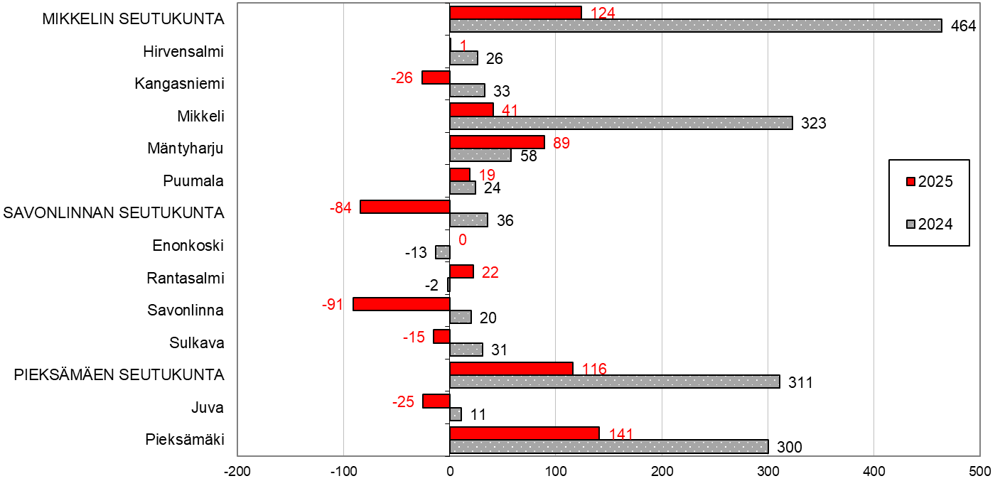 MIKKELIN SEUTUKUNTA 124
464
Hirvensalmi 1
26
Kangasniemi -26
33
Mikkeli 41
323
Mäntyharju 89
58
Puumala 19
24
SAVONLINNAN SEUTUKUNTA -84
36
Enonkoski 0
-13
Rantasalmi 22
-2
Savonlinna -91
20
Sulkava -15
31
PIEKSÄMÄEN SEUTUKUNTA 116
311
Juva -25
11
Pieksämäki 141
300
-200 -100 0 100 200 300 400 500
2025
2024